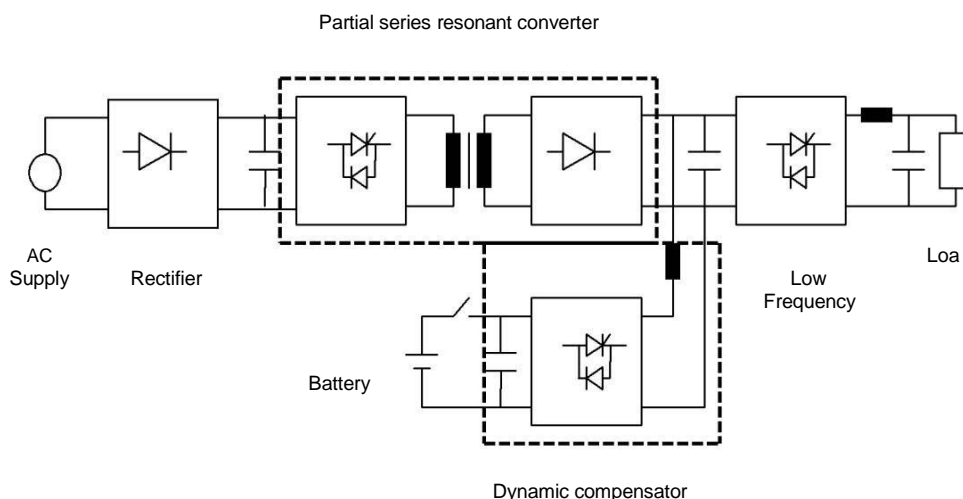 Partial series resonant converter
AC
Supply
Rectifier
Low
Frequency
Loa
Battery
Dynamic compensator